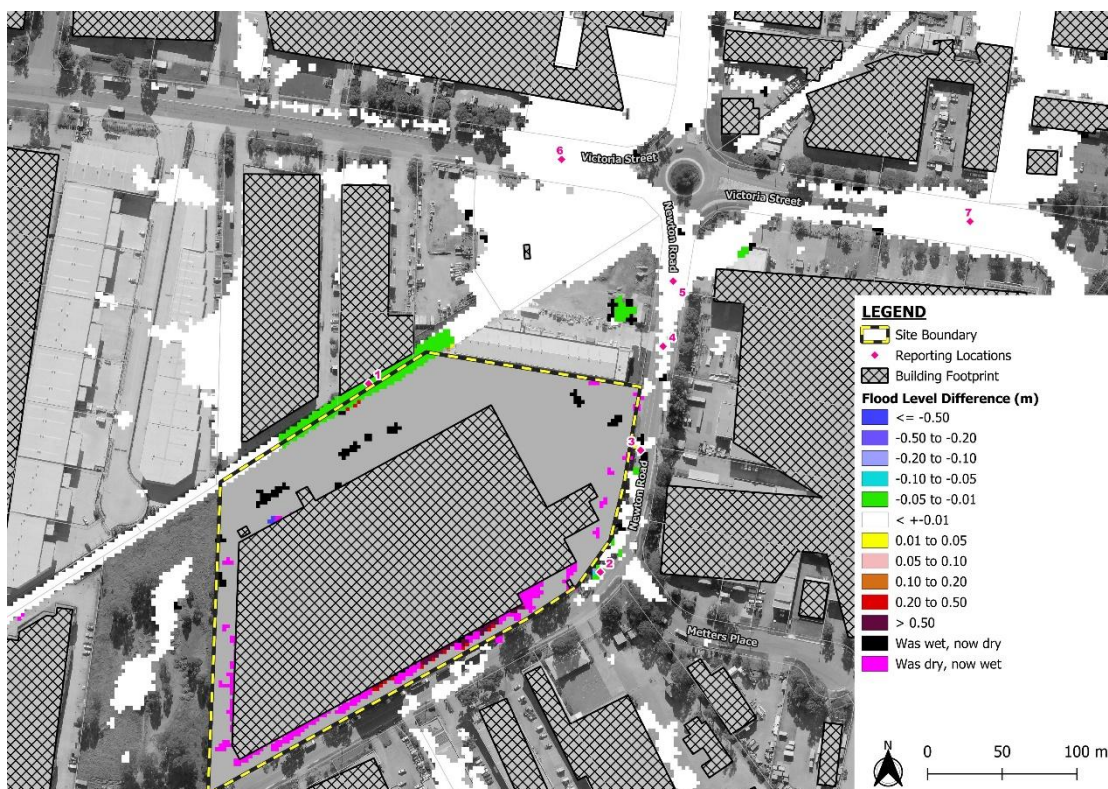 6
Victoria Street
Victoria Street
7
Newton Road
5
4
1
3
Newton Road
2
Metters Place
LEGEND
Site Boundary
Reporting Locations
Building Footprint
Flood Level Difference (m)
<= -0.50
-0.50 to -0.20
-0.20 to -0.10
-0.10 to -0.05
-0.05 to -0.01
< +-0.01
0.01 to 0.05
0.05 to 0.10
0.10 to 0.20
0.20 to 0.50
> 0.50
Was wet, now dry
Was dry, now wet
N
0 50 100 m